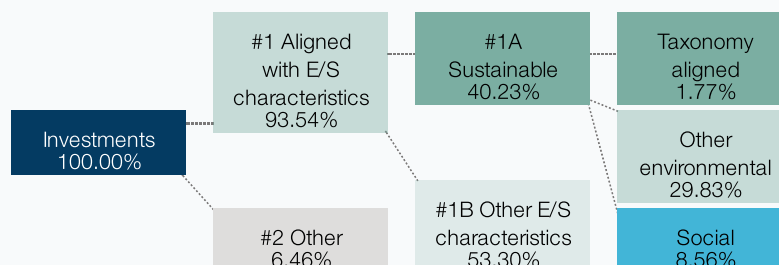 Investments
100.00%
#1 Aligned
with E/S
characteristics
93.54%
#2 Other
6.46%
#1A
Sustainable
40.23%
#1B Other E/S
characteristics
53.30%
Taxonomy
aligned
1.77%
Other
environmental
29.83%
Social
8.56%